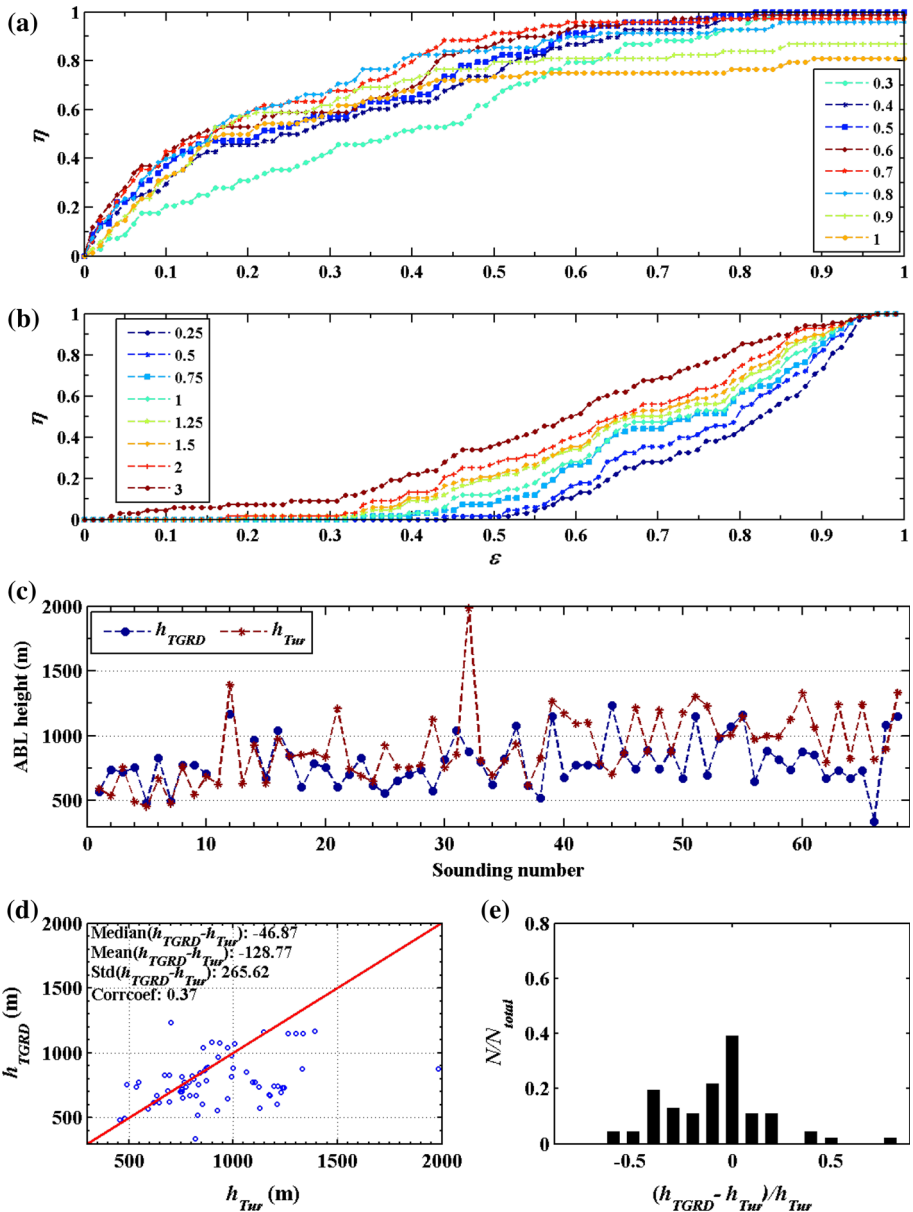 (a)
η
1
0.8
0.6
0.4
0.2
0
0 0.1 0.2 0.3 0.4 0.5 0.6 0.7 0.8 0.9 1
0.3
0.4
0.5
0.6
0.7
0.8
0.9
1
(b)
η
1
0.8
0.6
0.4
0.2
0
0 0.1 0.2 0.3 0.4 0.5 0.6 0.7 0.8 0.9 1
ε
0.25
0.5
0.75
1
1.25
1.5
2
3
(c)
ABL height (m)
2000
1500
1000
500
h_TGRD h_Tur
0 10 20 30 40 50 60
Sounding number
(d)
h_TGRD (m)
2000
1500
1000
500
Median(h_TGRD-h_Tur): -46.87
Mean(h_TGRD-h_Tur): -128.77
Std(h_TGRD-h_Tur): 265.62
Corrcoef: 0.37
500 1000 1500 2000
h_Tur (m)
(e)
N/N_total
0.8
0.4
0.2
0
-0.5 0 0.5
(h_TGRD- h_Tur)/h_Tur